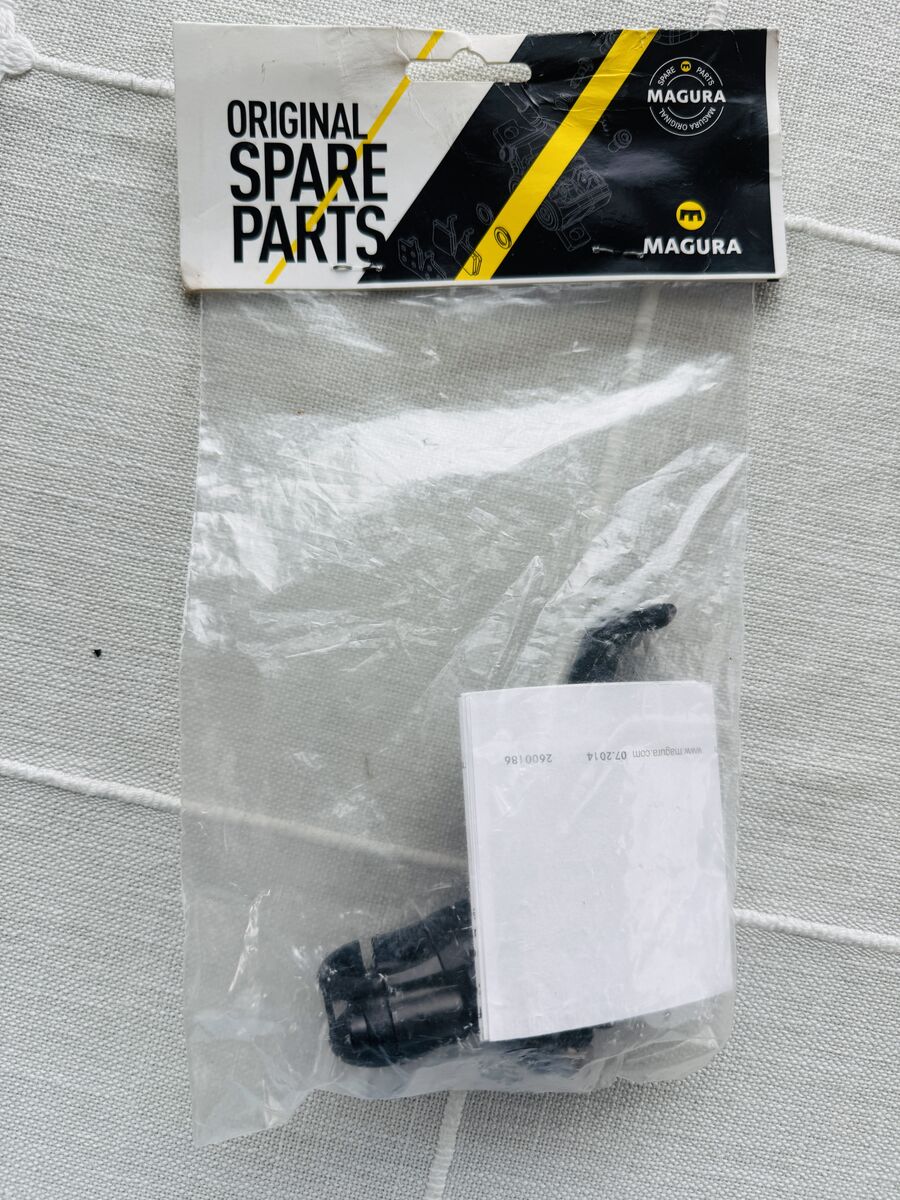 ORIGINAL
SPARE
PARTS
SPARE PARTS
MAGURA
MAGURA ORIGINAL
MAGURA
www.magura.com 07.2014 2600186